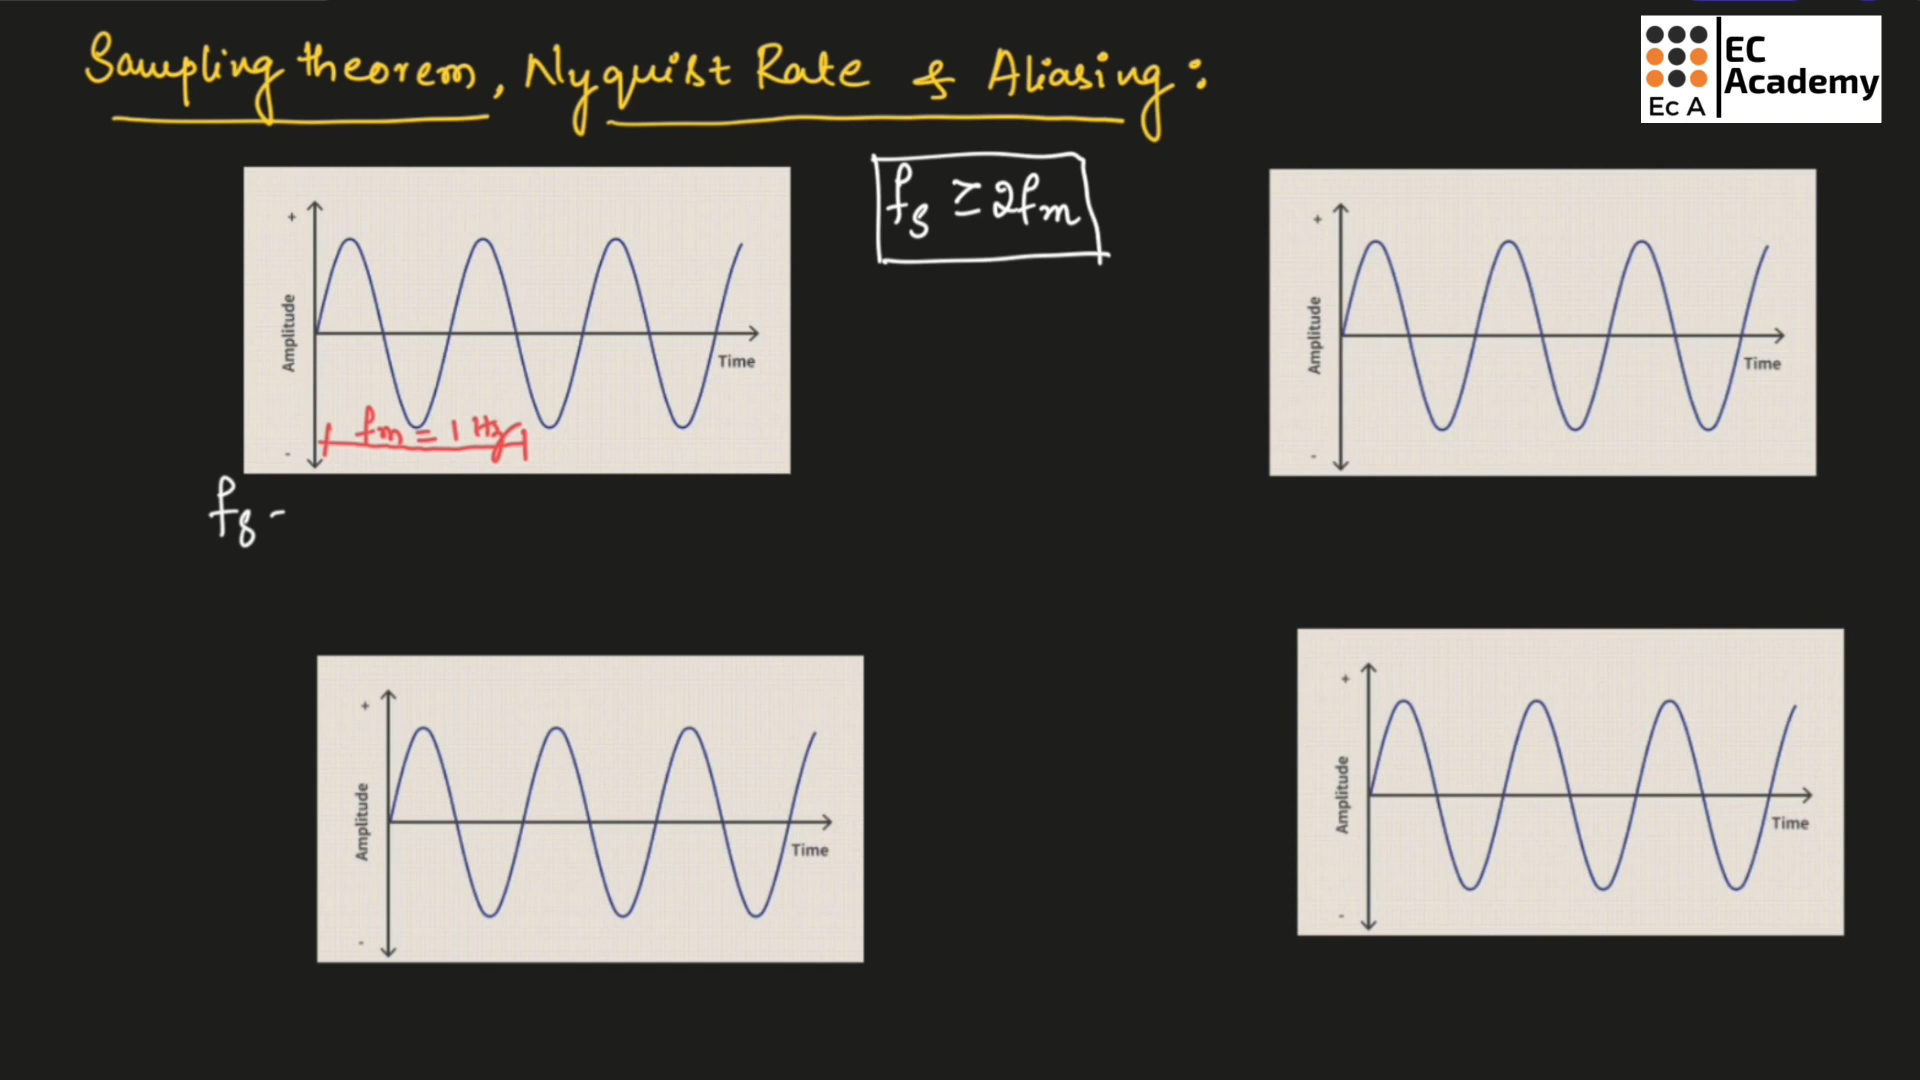 Sampling theorem, Nyquist Rate & Aliasing:
EC
Academy
Ec A
fs ≥ 2fm
+
Amplitude
Time
-
fm = 1 Hz
fs -
+
Amplitude
Time
-
+
Amplitude
Time
-
+
Amplitude
Time
-